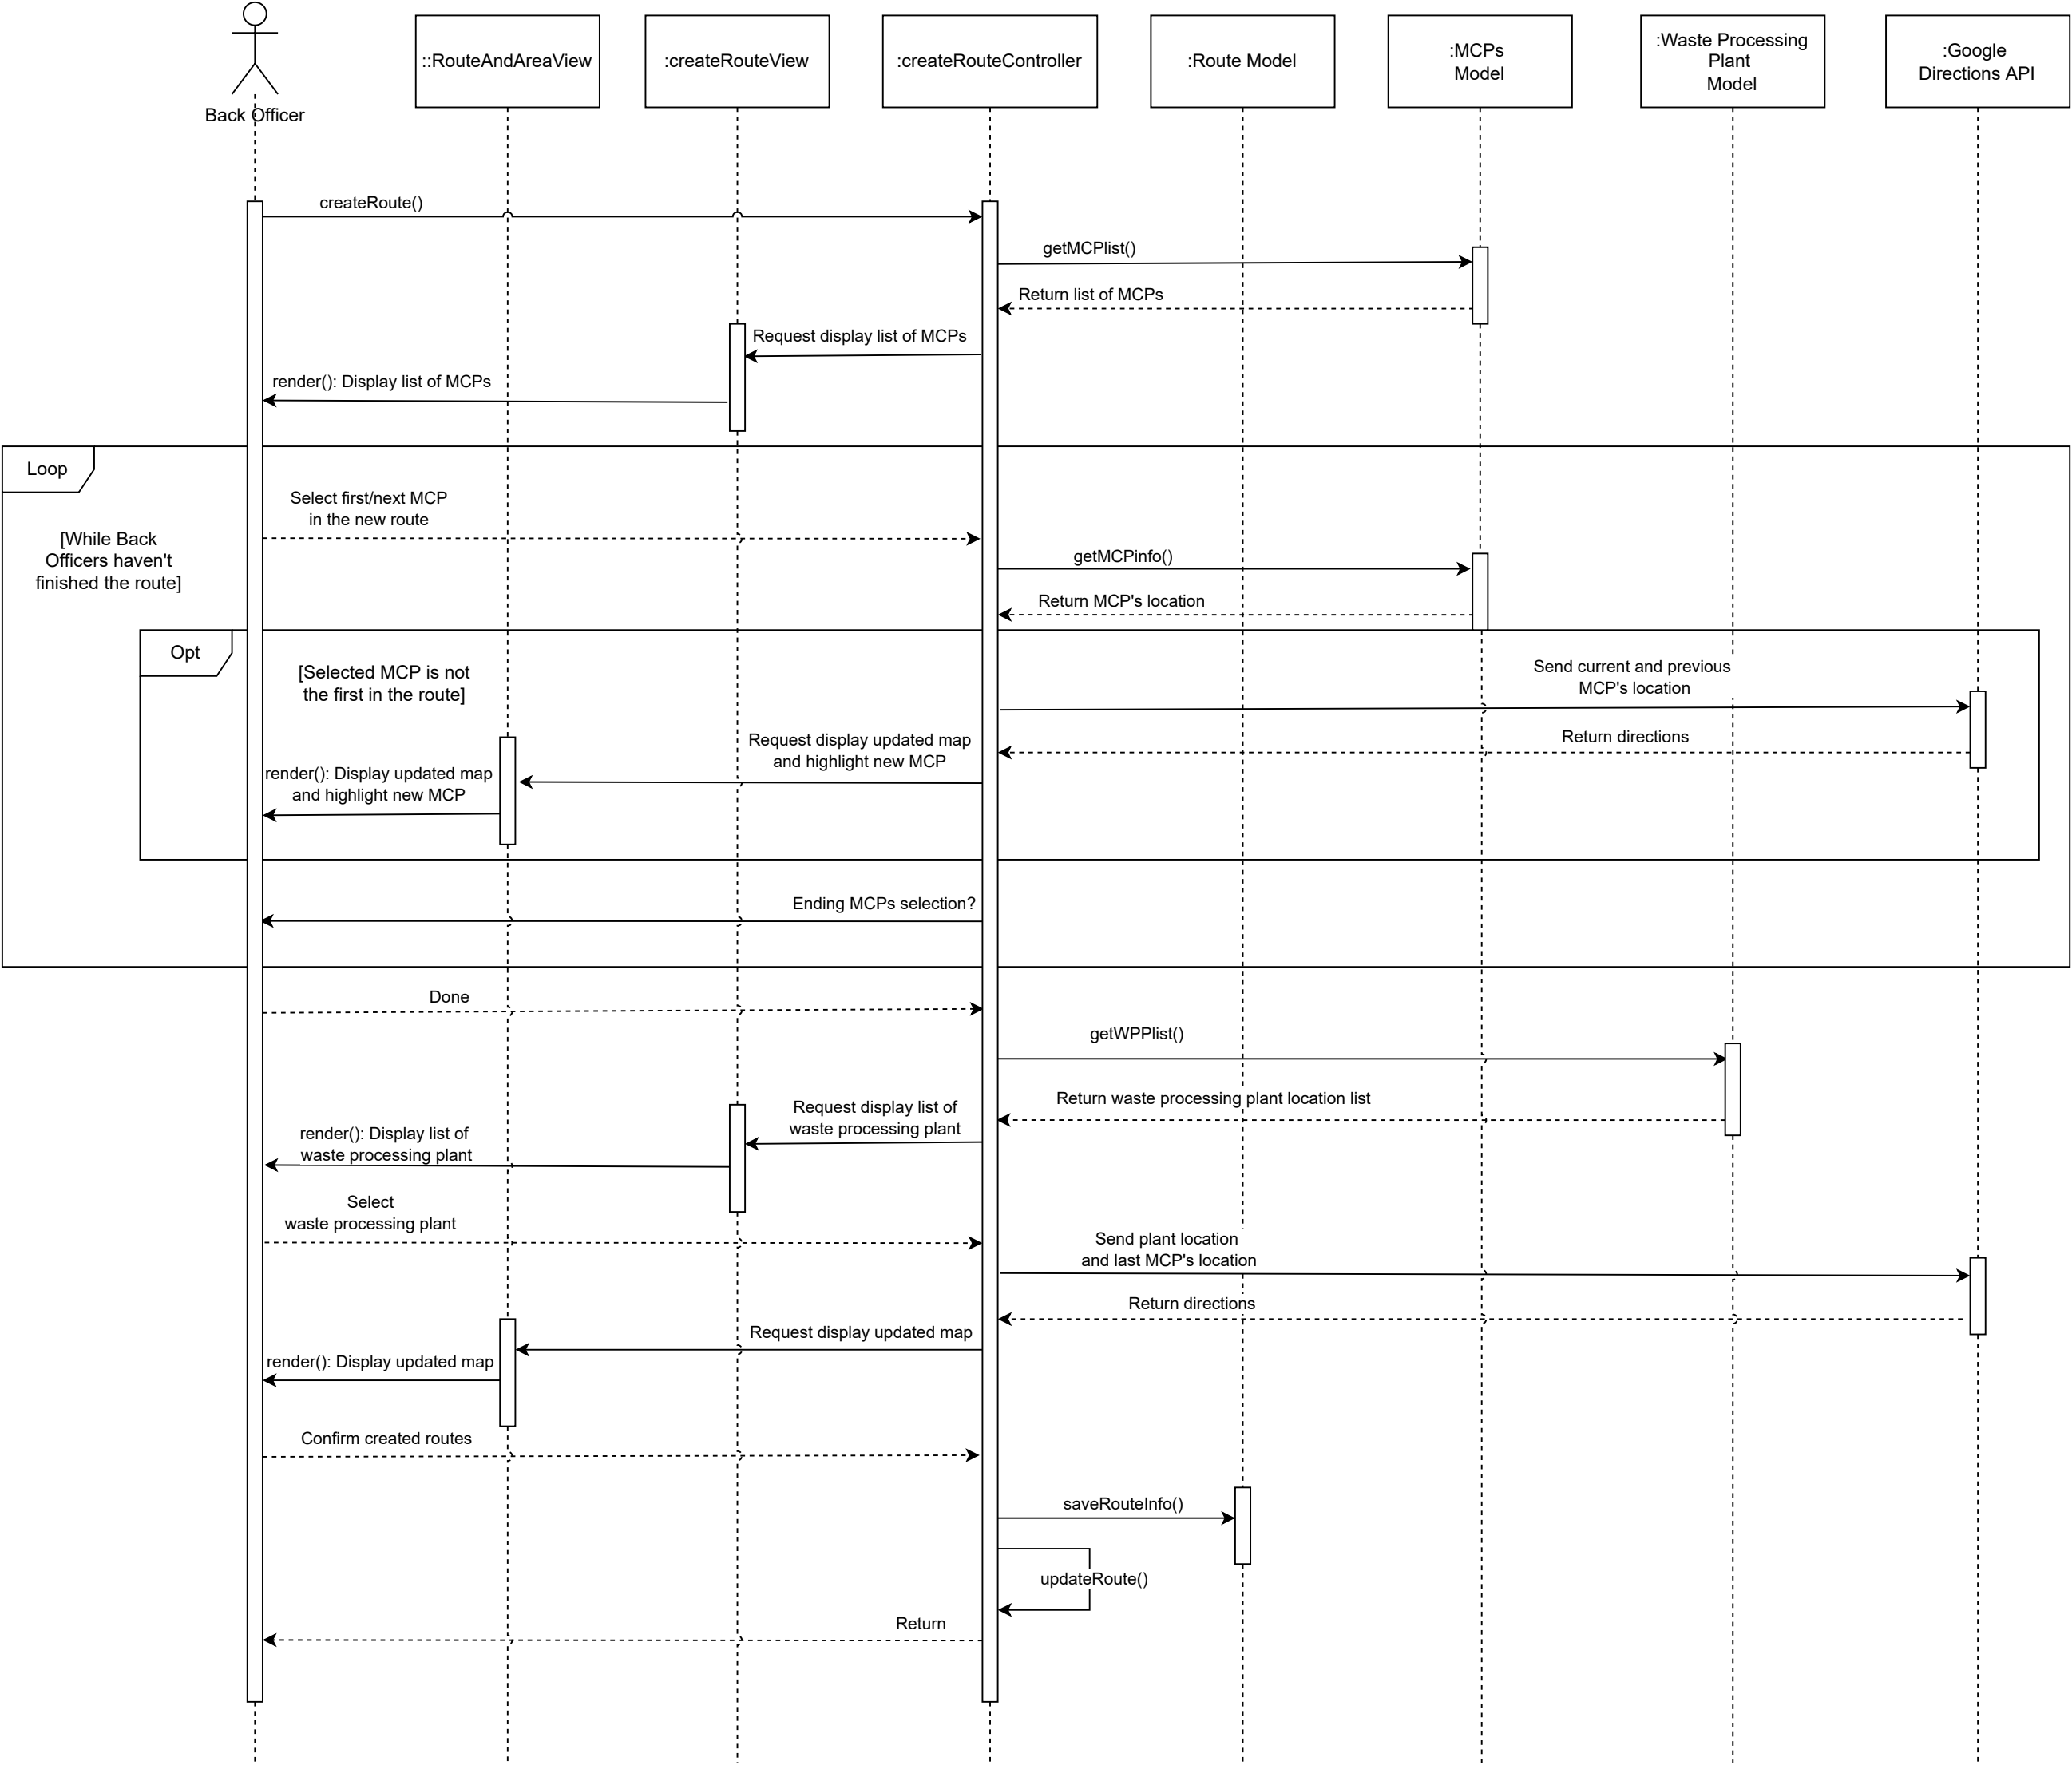 Back Officer
::RouteAndAreaView
:createRouteView
:createRouteController
:Route Model
:MCPs
Model
:Waste Processing
Plant
Model
:Google
Directions API
createRoute()
getMCPlist()
Return list of MCPs
Request display list of MCPs
render(): Display list of MCPs
Loop
[While Back
Officers haven't
finished the route]
Select first/next MCP
in the new route
getMCPinfo()
Return MCP's location
Opt
[Selected MCP is not
the first in the route]
Send current and previous
MCP's location
Return directions
Request display updated map
and highlight new MCP
render(): Display updated map
and highlight new MCP
Ending MCPs selection?
Done
getWPPlist()
Return waste processing plant location list
Request display list of
waste processing plant
render(): Display list of
waste processing plant
Select
waste processing plant
Send plant location
and last MCP's location
Return directions
Request display updated map
render(): Display updated map
Confirm created routes
saveRouteInfo()
updateRoute()
Return